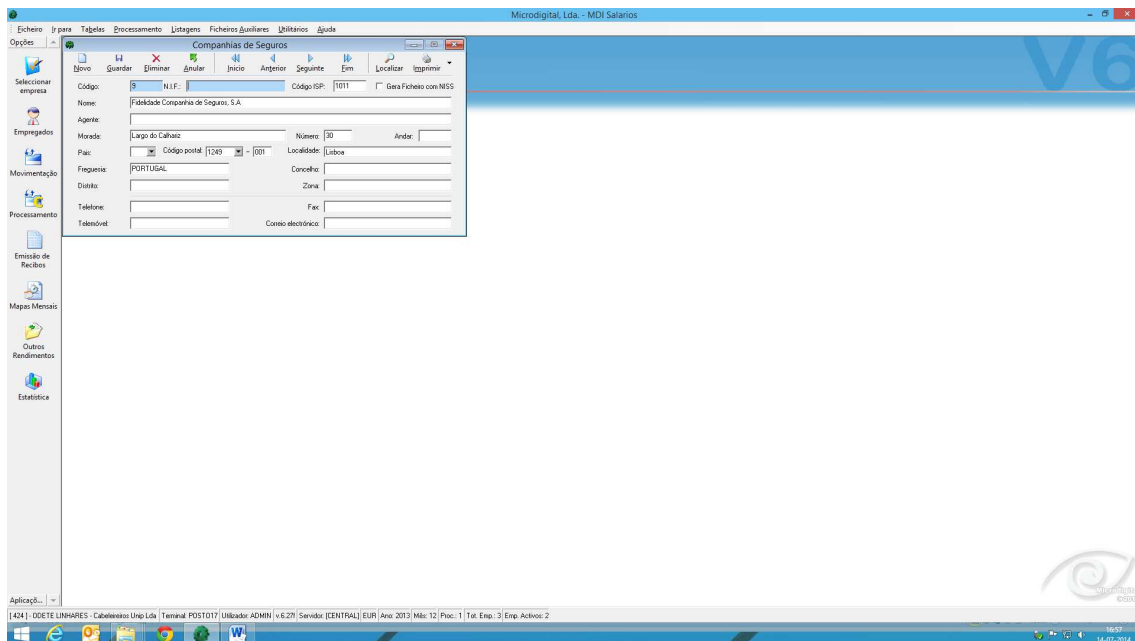 Microdigital, Lda. - MDI Salarios
Ficheiro Ir para Tabelas Processamento Listagens Ficheiros Auxiliares Utilitários Ajuda
Opções
Seleccionar empresa
Empregados
Movimentação
Processamento
Emissão de Recibos
Mapas Mensais
Outros Rendimentos
Estatística
Aplicaçõ...
Companhias de Seguros
Novo Guardar Eliminar Anular Inicio Anterior Seguinte Fim Localizar Imprimir
Código: 9 N.I.F.: Código ISP: 1011 Gera Ficheiro com NISS
Nome: Fidelidade Companhia de Seguros, S.A
Agente:
Morada: Largo do Calhariz Número: 30 Andar:
Pais: Código postal: 1249 - 001 Localidade: Lisboa
Freguesia: PORTUGAL Concelho:
Distrito: Zona:
Telefone: Fax:
Telemóvel: Correio electrónico:
V6
[ 424 ] - ODETE LINHARES - Cabeleireiros Unip Lda Terminal: POSTO17 Utilizador: ADMIN Servidor: [CENTRAL] EUR Ano: 2013 Mês: 12 Proc.: 1 Tot. Emp.: 3 Emp. Activos: 2
16:57
14-07-2014